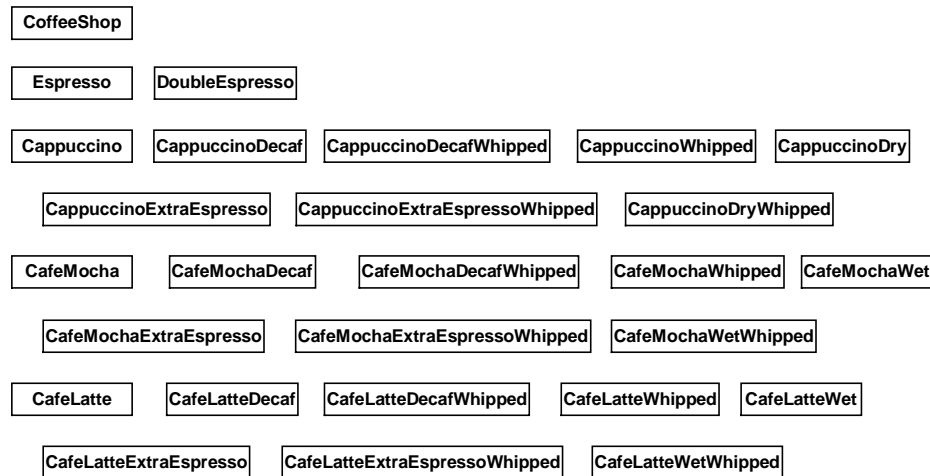 CoffeeShop
Espresso DoubleEspresso
Cappuccino CappuccinoDecaf CappuccinoDecafWhipped CappuccinoWhipped CappuccinoDry
CappuccinoExtraEspresso CappuccinoExtraEspressoWhipped CappuccinoDryWhipped
CafeMocha CafeMochaDecaf CafeMochaDecafWhipped CafeMochaWhipped CafeMochaWet
CafeMochaExtraEspresso CafeMochaExtraEspressoWhipped CafeMochaWetWhipped
CafeLatte CafeLatteDecaf CafeLatteDecafWhipped CafeLatteWhipped CafeLatteWet
CafeLatteExtraEspresso CafeLatteExtraEspressoWhipped CafeLatteWetWhipped